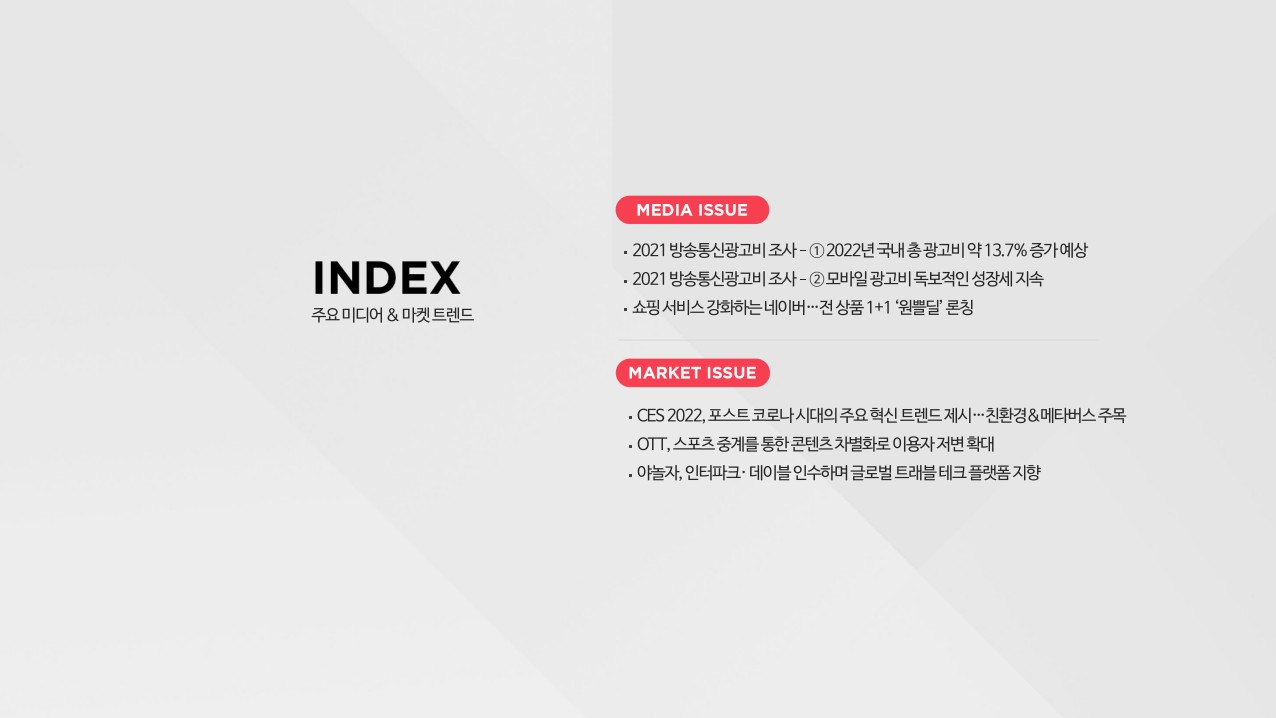 INDEX
주요 미디어 & 마켓 트렌드
MEDIA ISSUE
• 2021 방송통신광고비 조사 - ① 2022년 국내 총 광고비 약 13.7% 증가 예상
• 2021 방송통신광고비 조사 - ② 모바일 광고비 독보적인 성장세 지속
• 쇼핑 서비스 강화하는 네이버…전 상품 1+1 ‘원쁠딜’ 론칭
MARKET ISSUE
• CES 2022, 포스트 코로나 시대의 주요 혁신 트렌드 제시…친환경&메타버스 주목
• OTT, 스포츠 중계를 통한 콘텐츠 차별화로 이용자 저변 확대
• 야놀자, 인터파크· 데이블 인수하며 글로벌 트래블 테크 플랫폼 지향